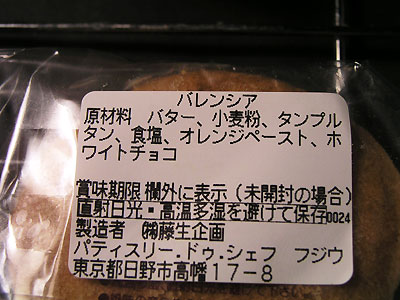 バレンシア
原材料 バター、小麦粉、タンプル
タン、食塩、オレンジペースト、ホ
ワイトチョコ
賞味期限 欄外に表示（未開封の場合）
直射日光・高温多湿を避けて保存0024
製造者 ㈱藤生企画
パティスリー.ドゥ.シェフ フジウ
東京都日野市高幡17-8